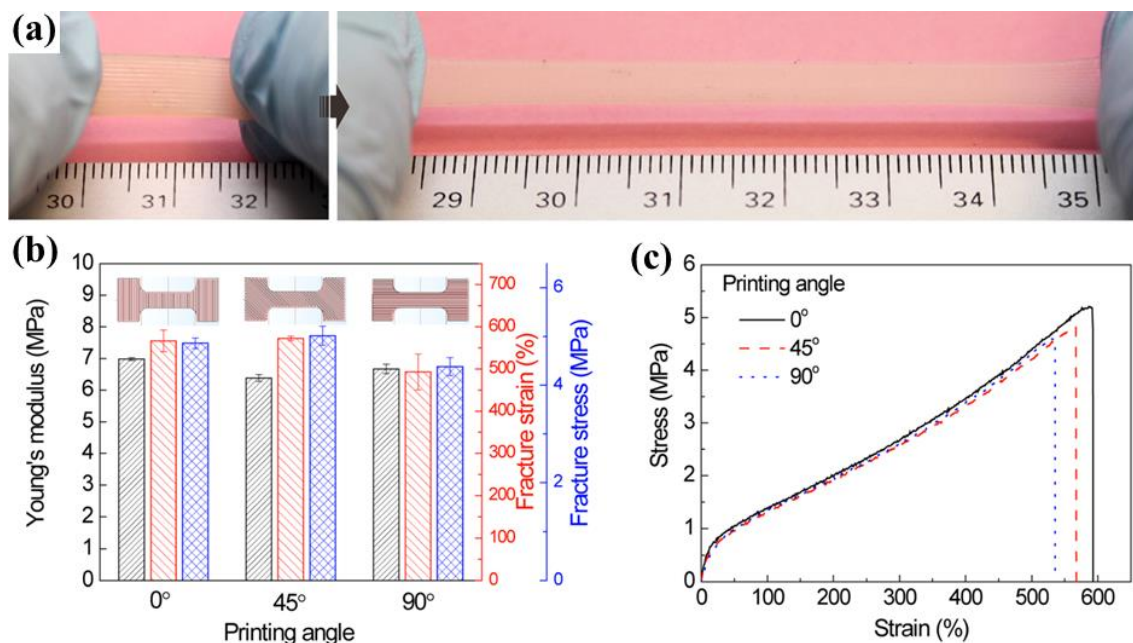 (a)
30 31 32
29 30 31 32 33 34 35
(b)
Young's modulus (MPa)
10
9
8
7
6
5
4
3
2
1
0
0° 45° 90°
Printing angle
700
600
500
400
300
200
100
0
Fracture strain (%)
6
4
2
0
Fracture stress (MPa)
(c)
Stress (MPa)
6
5
4
3
2
1
0
Printing angle
0°
45°
90°
0 100 200 300 400 500 600
Strain (%)